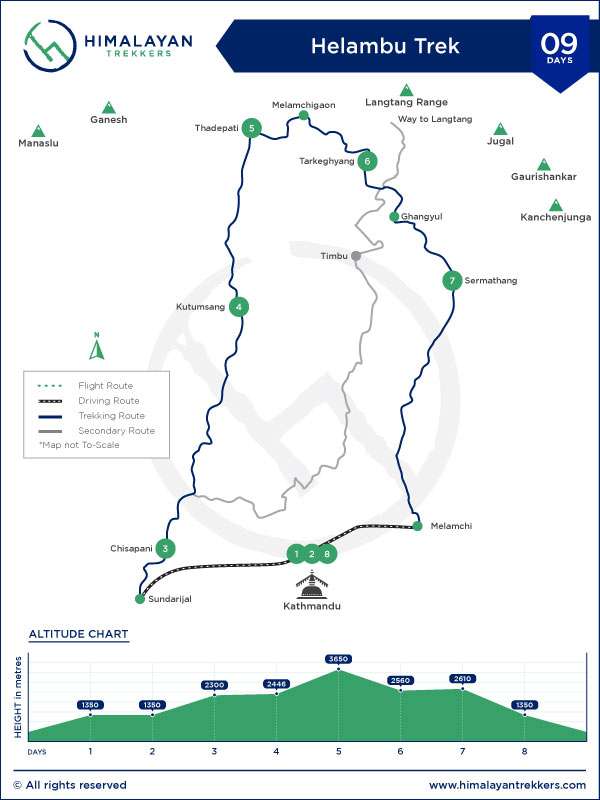 HIMALAYAN
TREKKERS
Helambu Trek
09
DAYS
Melamchigaon
Langtang Range
Ganesh
Thadepati
5
Way to Langtang
Manaslu
Jugal
Tarkeghyang
6
Gaurishankar
Kanchenjunga
Ghangyul
Timbu
7
Sermathang
Kutumsang
4
N
Flight Route
Driving Route
Trekking Route
Secondary Route
*Map not To-Scale
Melamchi
Chisapani
3
1 2 8
Sundarijal
Kathmandu
ALTITUDE CHART
HEIGHT in metres
1350
1350
2300
2446
3650
2560
2610
1350
DAYS 1 2 3 4 5 6 7 8
© All rights reserved
www.himalayantrekkers.com